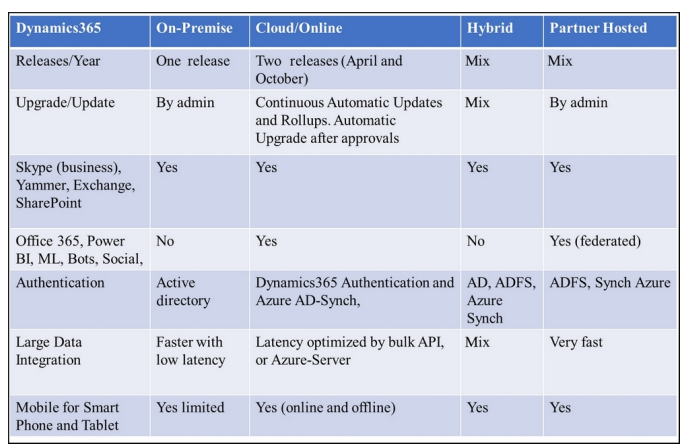 Dynamics365 On-Premise Cloud/Online Hybrid Partner Hosted
Releases/Year One release Two releases (April and Mix Mix
October)
Upgrade/Update By admin Continuous Automatic Updates Mix By admin
and Rollups. Automatic
Upgrade after approvals
Skype (business), Yes Yes Yes Yes
Yammer, Exchange,
SharePoint
Office 365, Power No Yes No Yes (federated)
BI, ML, Bots, Social,
Authentication Active Dynamics365 Authentication and AD, ADFS, ADFS, Synch Azure
directory Azure AD-Synch, Azure
Synch
Large Data Faster with Latency optimized by bulk API, Mix Very fast
Integration low latency or Azure-Server
Mobile for Smart Yes limited Yes (online and offline) Yes Yes
Phone and Tablet